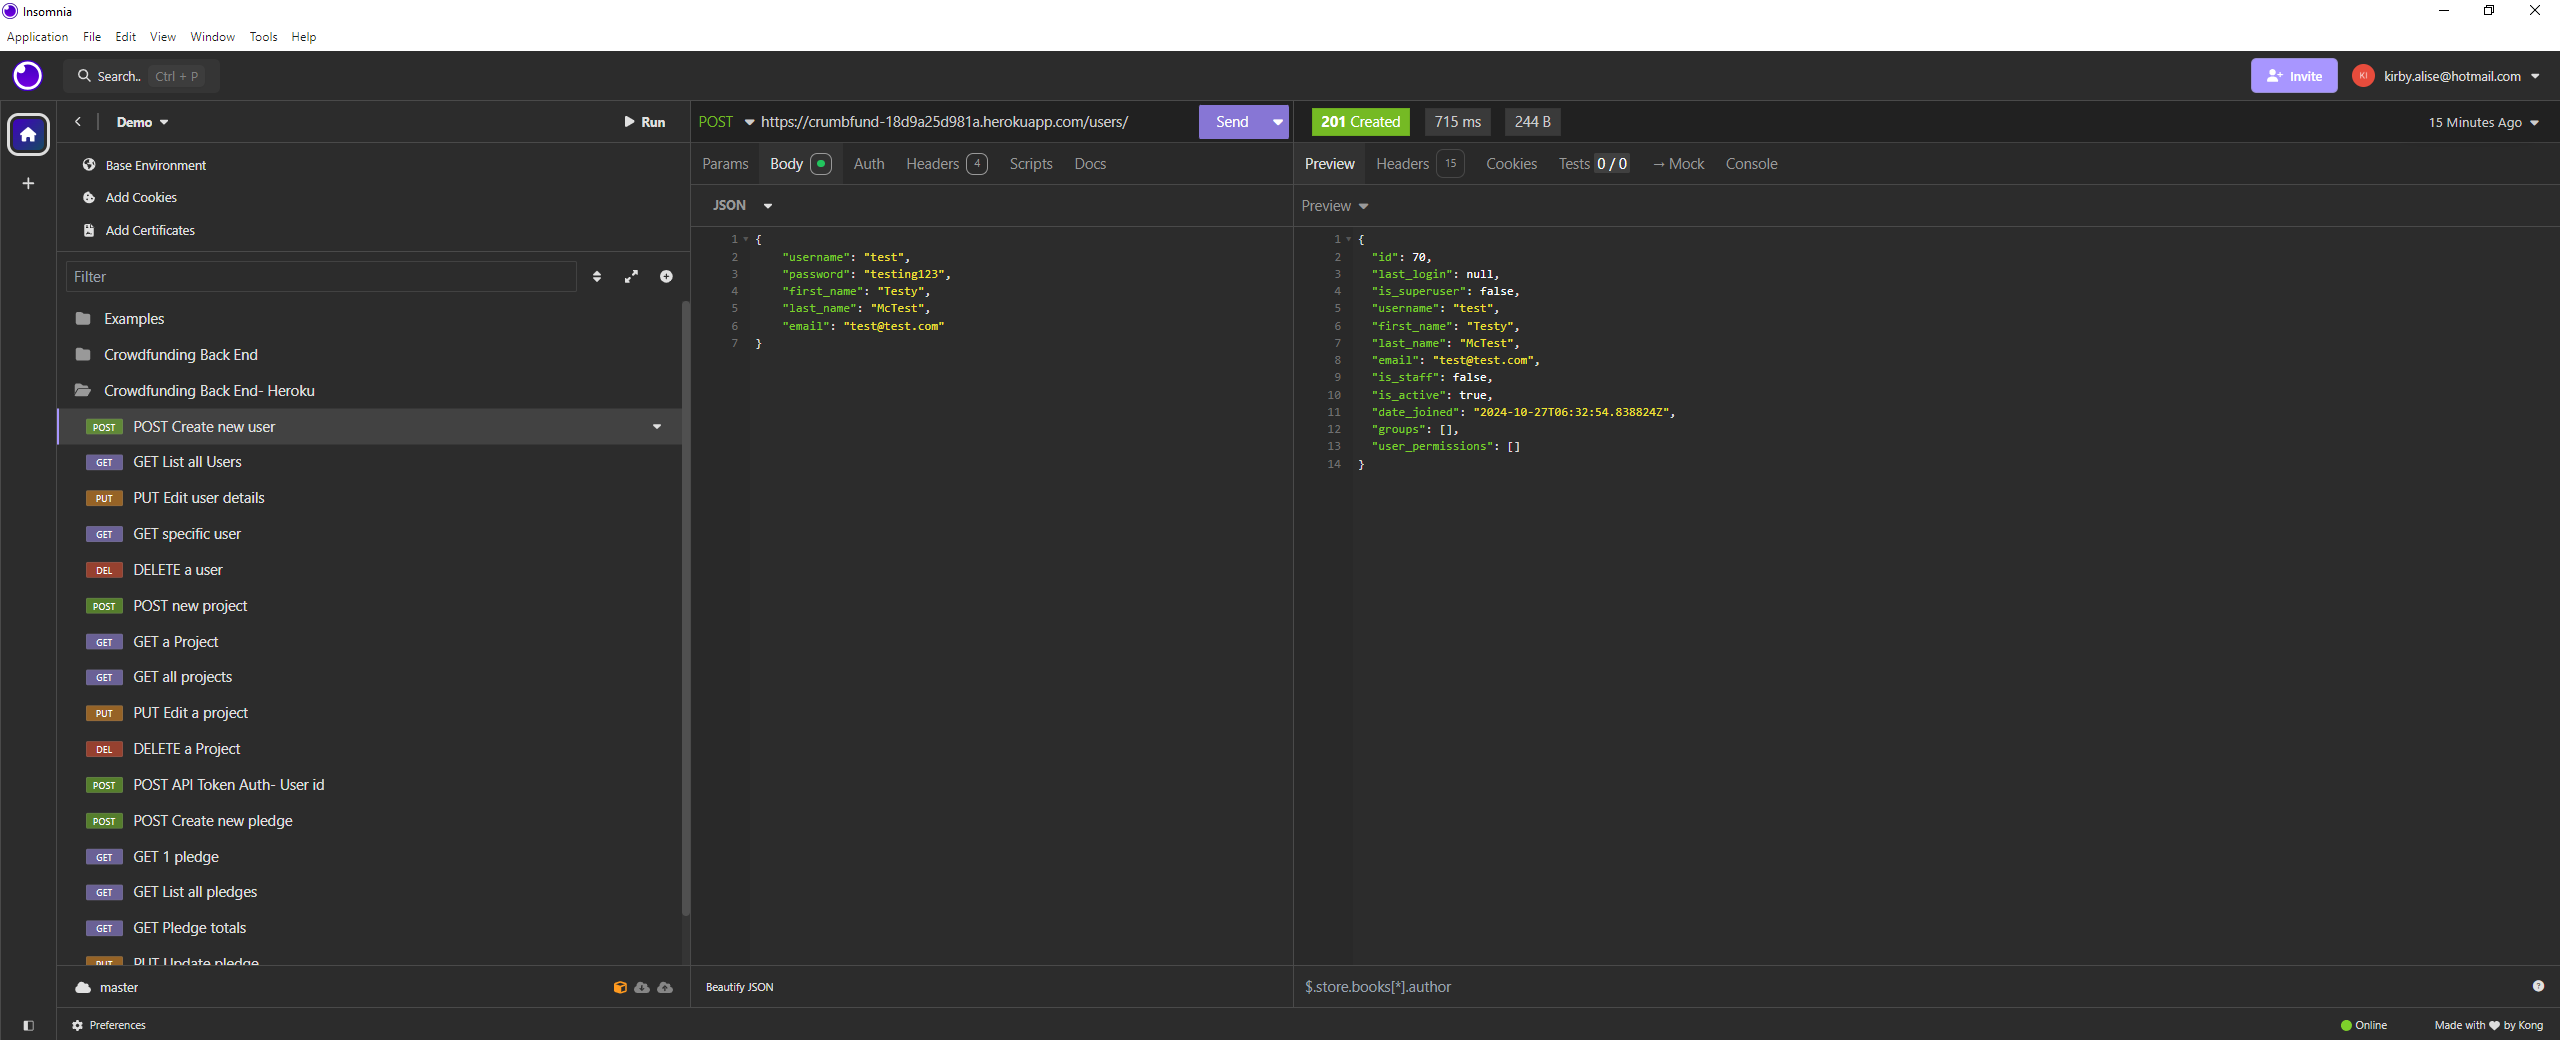 Insomnia
Application File Edit View Window Tools Help
Search.. Ctrl + P
Invite
KI kirby.alise@hotmail.com
Demo
Run
Base Environment
Add Cookies
Add Certificates
Filter
Examples
Crowdfunding Back End
Crowdfunding Back End- Heroku
POST POST Create new user
GET GET List all Users
PUT PUT Edit user details
GET GET specific user
DEL DELETE a user
POST POST new project
GET GET a Project
GET GET all projects
PUT PUT Edit a project
DEL DELETE a Project
POST POST API Token Auth- User id
POST POST Create new pledge
GET GET 1 pledge
GET GET List all pledges
GET GET Pledge totals
PUT PUT Update pledge
master
Preferences
POST https://crumbfund-18d9a25d981a.herokuapp.com/users/ Send
Params Body Auth Headers 4 Scripts Docs
JSON
1 {
2 "username": "test",
3 "password": "testing123",
4 "first_name": "Testy",
5 "last_name": "McTest",
6 "email": "test@test.com"
7 }
Beautify JSON
201 Created 715 ms 244 B 15 Minutes Ago
Preview Headers 15 Cookies Tests 0 / 0 → Mock Console
Preview
1 {
2 "id": 70,
3 "last_login": null,
4 "is_superuser": false,
5 "username": "test",
6 "first_name": "Testy",
7 "last_name": "McTest",
8 "email": "test@test.com",
9 "is_staff": false,
10 "is_active": true,
11 "date_joined": "2024-10-27T06:32:54.838824Z",
12 "groups": [],
13 "user_permissions": []
14 }
$.store.books[*].author
Online
Made with ♥ by Kong